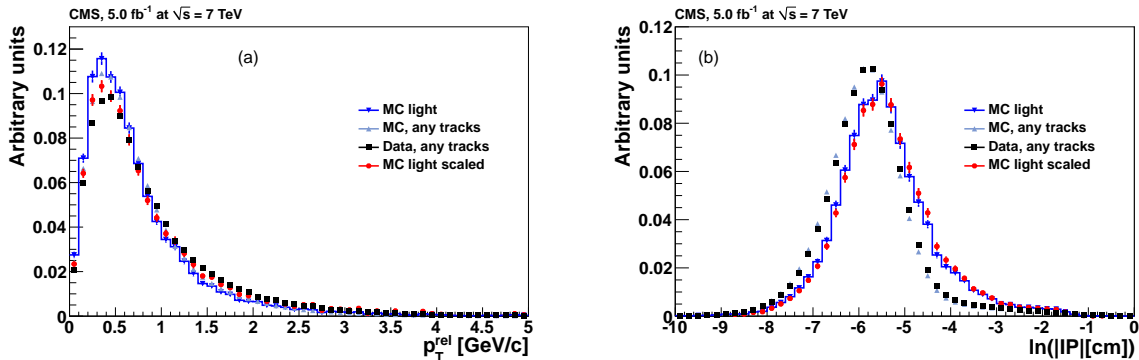 CMS, 5.0 fb⁻¹ at √s = 7 TeV
Arbitrary units
(a)
MC light
MC, any tracks
Data, any tracks
MC light scaled
0.12
0.1
0.08
0.06
0.04
0.02
0
0 0.5 1 1.5 2 2.5 3 3.5 4 4.5 5
p_T^rel [GeV/c]
CMS, 5.0 fb⁻¹ at √s = 7 TeV
Arbitrary units
(b)
MC light
MC, any tracks
Data, any tracks
MC light scaled
0.12
0.1
0.08
0.06
0.04
0.02
0
-10 -9 -8 -7 -6 -5 -4 -3 -2 -1 0
ln(|IP|[cm])